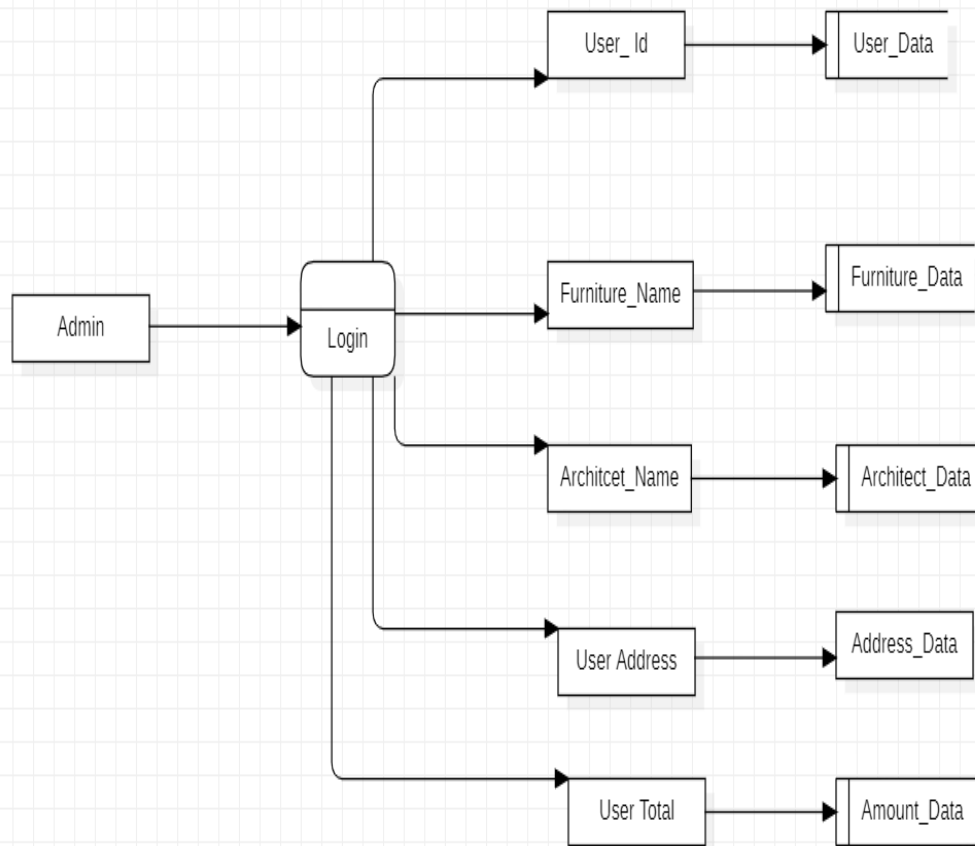 User_ Id
User_Data
Furniture_Name
Furniture_Data
Admin
Login
Architcet_Name
Architect_Data
User Address
Address_Data
User Total
Amount_Data